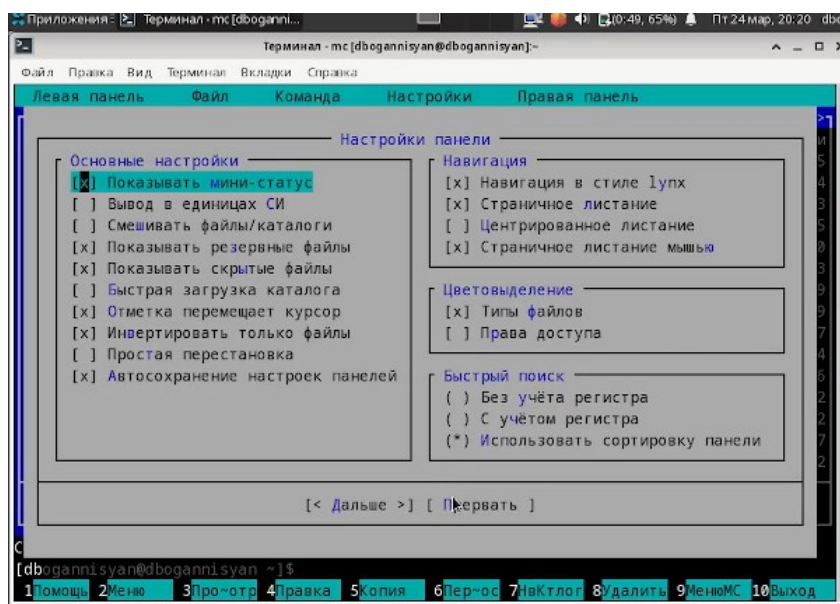 Приложения Терминал - mc [dboganni... (0:49, 65%) Пт 24 мар, 20:20 dbo
Терминал - mc [dbogannisyan@dbogannisyan]:~
Файл Правка Вид Терминал Вкладки Справка
Левая панель Файл Команда Настройки Правая панель
Настройки панели
Основные настройки
[x] Показывать мини-статус
[ ] Вывод в единицах СИ
[ ] Смешивать файлы/каталоги
[x] Показывать резервные файлы
[x] Показывать скрытые файлы
[ ] Быстрая загрузка каталога
[x] Отметка перемещает курсор
[x] Инвертировать только файлы
[ ] Простая перестановка
[x] Автосохранение настроек панелей
Навигация
[x] Навигация в стиле lynx
[x] Страничное листание
[ ] Центрированное листание
[x] Страничное листание мышью
Цветовыделение
[x] Типы файлов
[ ] Права доступа
Быстрый поиск
( ) Без учёта регистра
( ) С учётом регистра
(*) Использовать сортировку панели
[< Дальше >] [ Прервать ]
[dbogannisyan@dbogannisyan ~]$
1Помощь 2Меню 3Про~отр 4Правка 5Копия 6Пер~ос 7НвКтлог 8Удалить 9МенюМС 10Выход